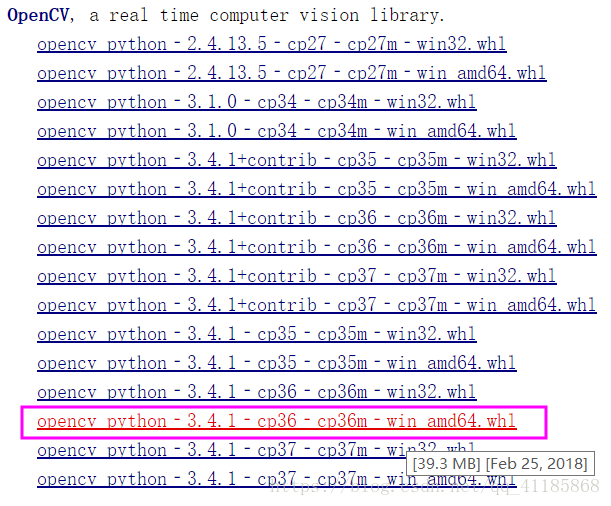 OpenCV, a real time computer vision library.
opencv_python‑2.4.13.5‑cp27‑cp27m‑win32.whl
opencv_python‑2.4.13.5‑cp27‑cp27m‑win_amd64.whl
opencv_python‑3.1.0‑cp34‑cp34m‑win32.whl
opencv_python‑3.1.0‑cp34‑cp34m‑win_amd64.whl
opencv_python‑3.4.1+contrib‑cp35‑cp35m‑win32.whl
opencv_python‑3.4.1+contrib‑cp35‑cp35m‑win_amd64.whl
opencv_python‑3.4.1+contrib‑cp36‑cp36m‑win32.whl
opencv_python‑3.4.1+contrib‑cp36‑cp36m‑win_amd64.whl
opencv_python‑3.4.1+contrib‑cp37‑cp37m‑win32.whl
opencv_python‑3.4.1+contrib‑cp37‑cp37m‑win_amd64.whl
opencv_python‑3.4.1‑cp35‑cp35m‑win32.whl
opencv_python‑3.4.1‑cp35‑cp35m‑win_amd64.whl
opencv_python‑3.4.1‑cp36‑cp36m‑win32.whl
opencv_python‑3.4.1‑cp36‑cp36m‑win_amd64.whl
opencv_python‑3.4.1‑cp37‑cp37m‑win32.whl
[39.3 MB] [Feb 25, 2018]
opencv_python‑3.4.1‑cp37‑cp37m‑win_amd64.whl
https://blog.csdn.net/qq_41185868